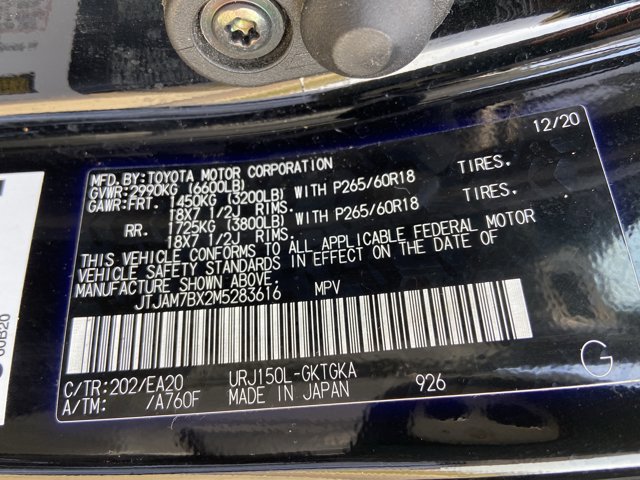 12/20
MFD.BY:TOYOTA MOTOR CORPORATION
GVWR:2990KG (6600LB)
GAWR:FRT. 1450KG (3200LB) WITH P265/60R18 TIRES.
18X7 1/2J RIMS.
RR. 1725KG (3800LB) WITH P265/60R18 TIRES.
18X7 1/2J RIMS.
THIS VEHICLE CONFORMS TO ALL APPLICABLE FEDERAL MOTOR
VEHICLE SAFETY STANDARDS IN EFFECT ON THE DATE OF
MANUFACTURE SHOWN ABOVE.
JTJAM7BX2M5283616 MPV
C/TR:202/EA20 URJ150L-GKTGKA
A/TM: /A760F MADE IN JAPAN 926
G